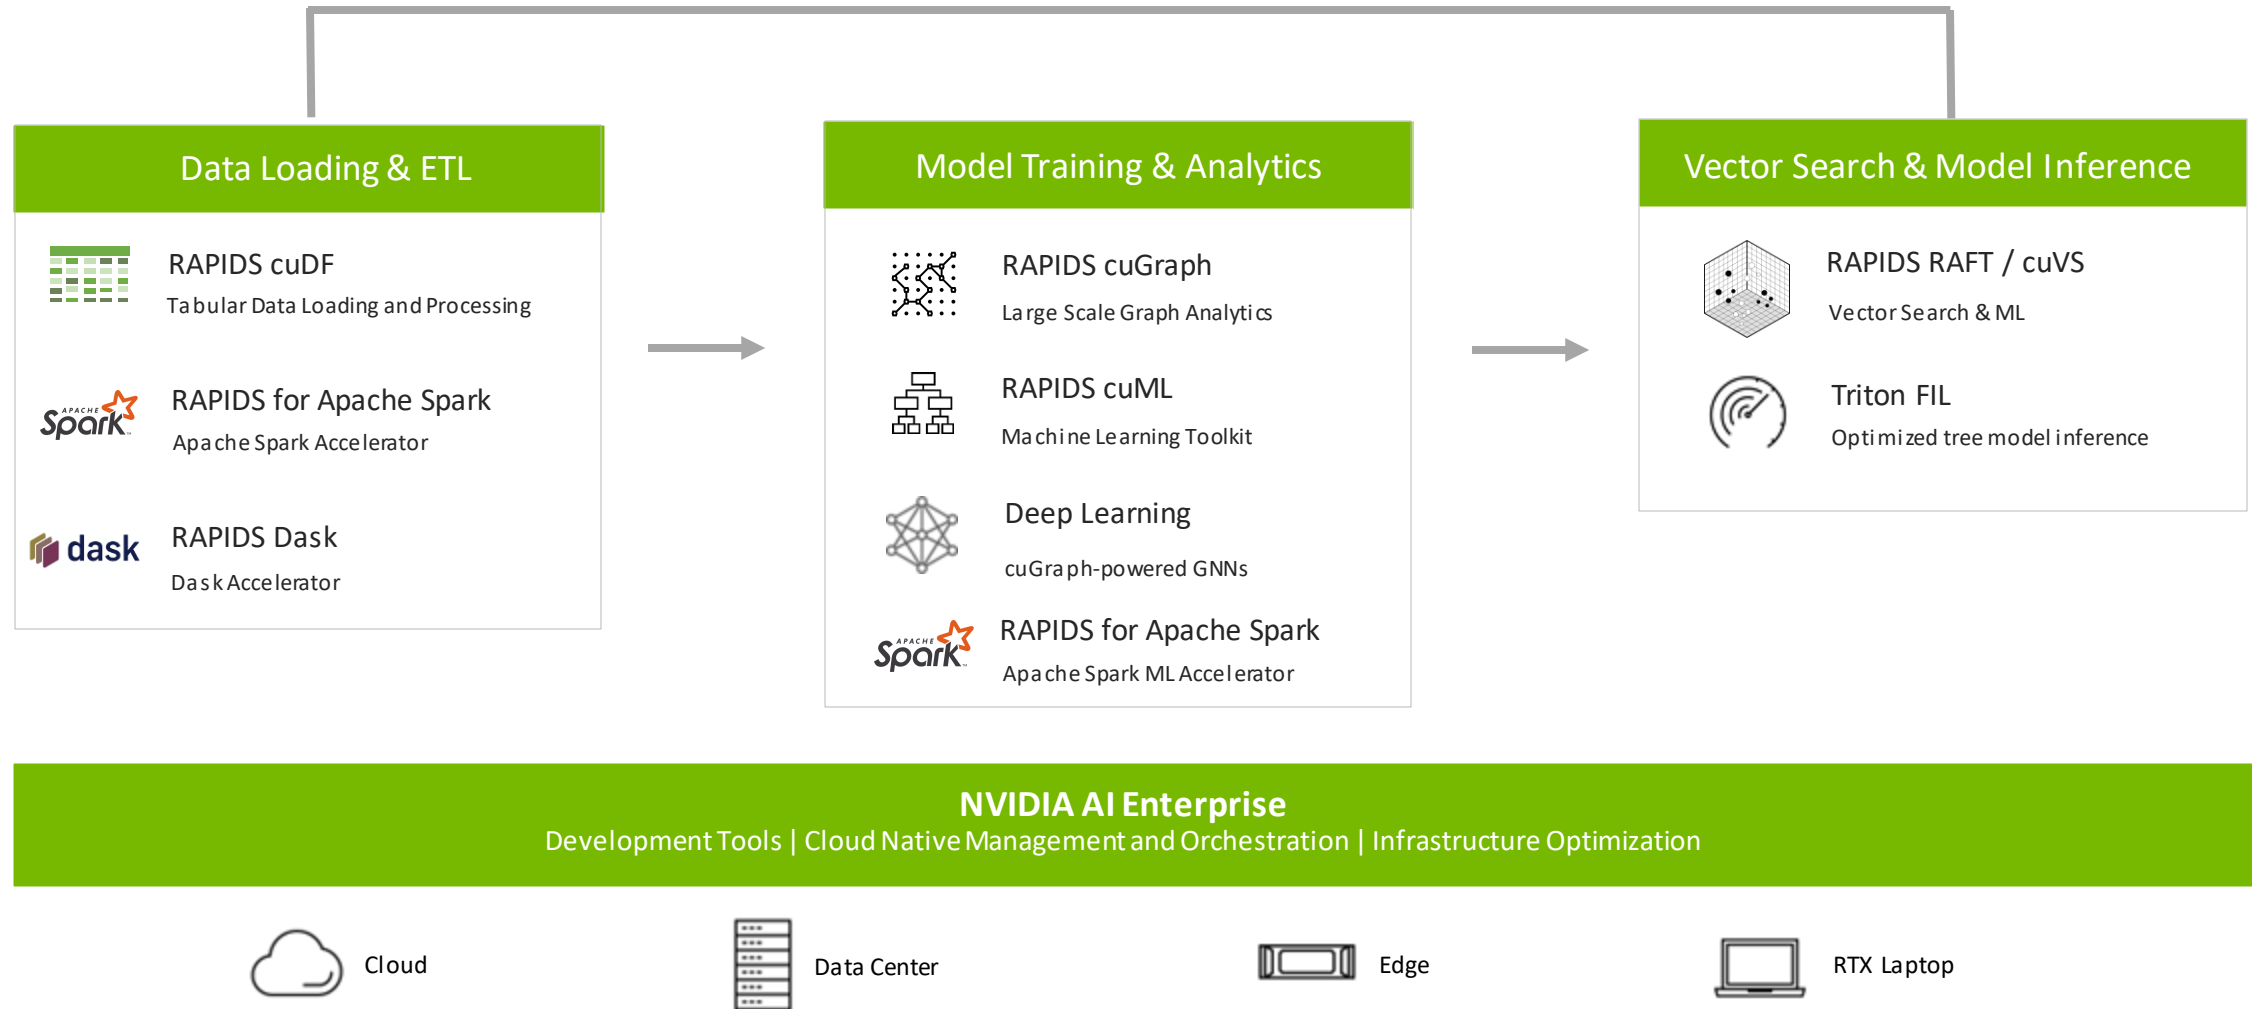 Data Loading & ETL
RAPIDS cuDF
Tabular Data Loading and Processing
APACHE
Spark™
RAPIDS for Apache Spark
Apache Spark Accelerator
dask
RAPIDS Dask
Dask Accelerator
Model Training & Analytics
RAPIDS cuGraph
Large Scale Graph Analytics
RAPIDS cuML
Machine Learning Toolkit
Deep Learning
cuGraph-powered GNNs
APACHE
Spark™
RAPIDS for Apache Spark
Apache Spark ML Accelerator
Vector Search & Model Inference
RAPIDS RAFT / cuVS
Vector Search & ML
Triton FIL
Optimized tree model inference
NVIDIA AI Enterprise
Development Tools | Cloud Native Management and Orchestration | Infrastructure Optimization
Cloud
Data Center
Edge
RTX Laptop